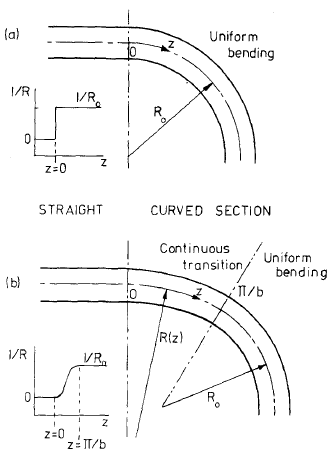 (a)
Uniform
bending
z
0
R₀
1/R
1/R₀
0
z=0
z
STRAIGHT
CURVED SECTION
Continuous
transition
Uniform
bending
(b)
π/b
z
0
R(z)
R₀
1/R
1/R₀
0
z=0
z=π/b
z